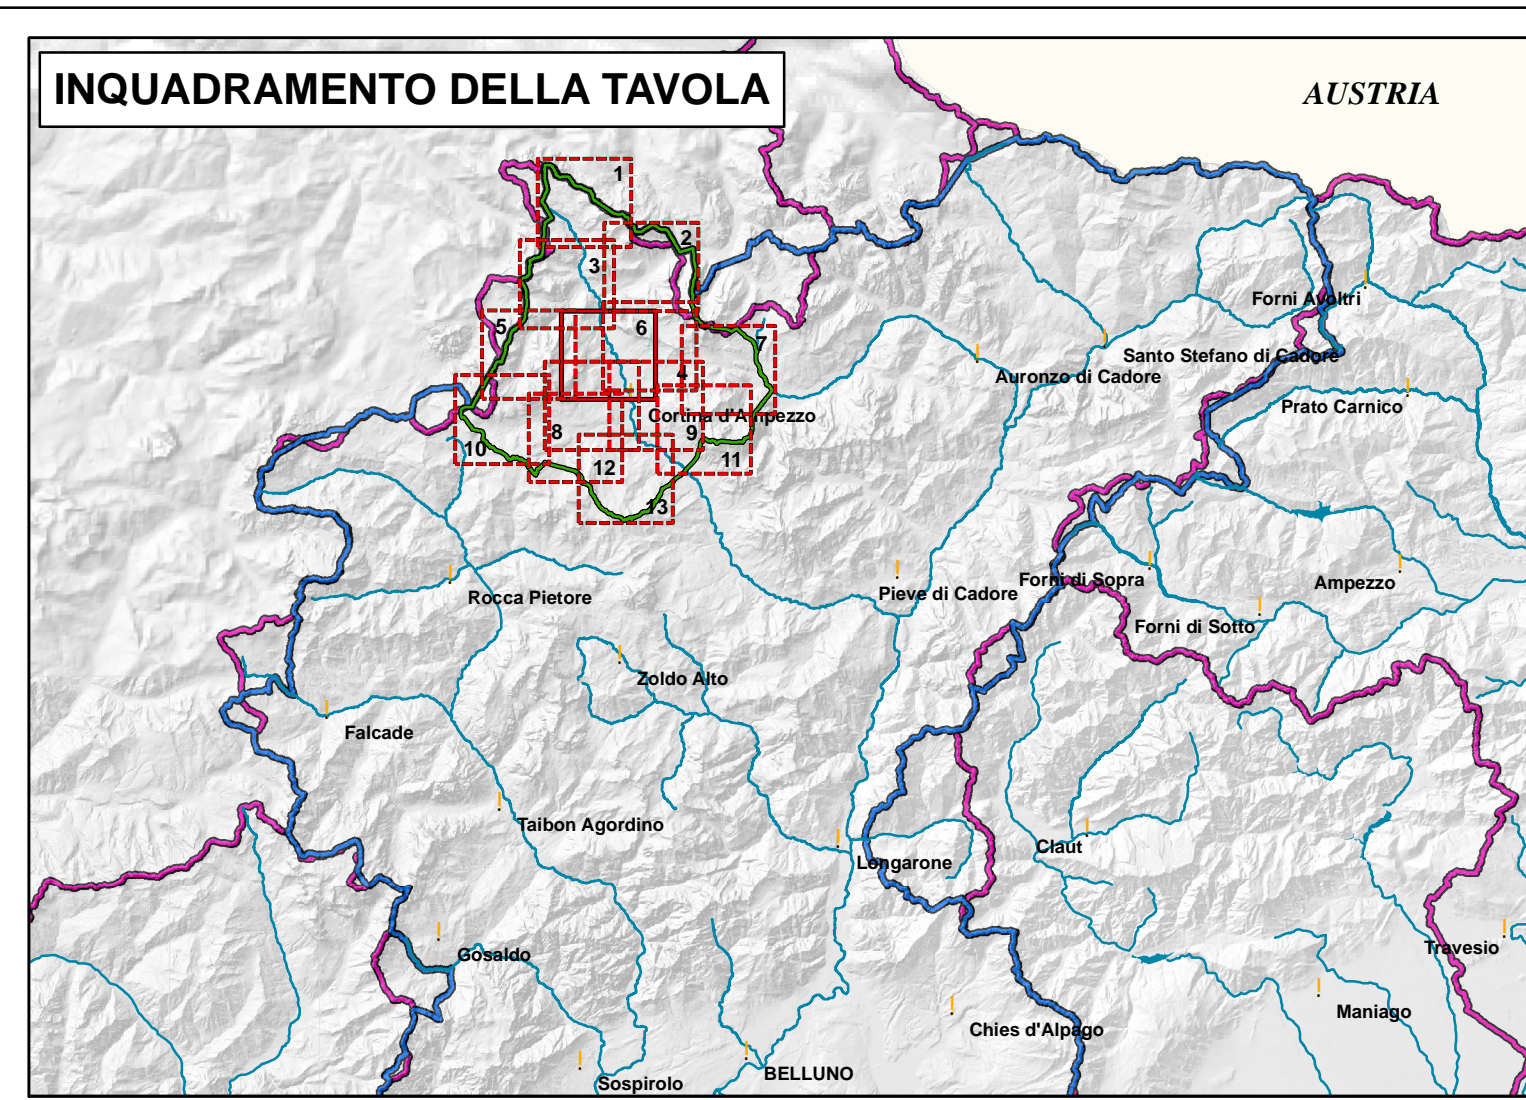 INQUADRAMENTO DELLA TAVOLA
AUSTRIA
1
2
3
5
6
7
4
8
9
10
11
12
13
Cortina d'Ampezzo
Forni Avoltri
Santo Stefano di Cadore
Auronzo di Cadore
Prato Carnico
Rocca Pietore
Pieve di Cadore
Forni di Sopra
Ampezzo
Forni di Sotto
Zoldo Alto
Falcade
Taibon Agordino
Longarone
Claut
Gosaldo
Travesio
Maniago
Chies d'Alpago
BELLUNO
Sospirolo